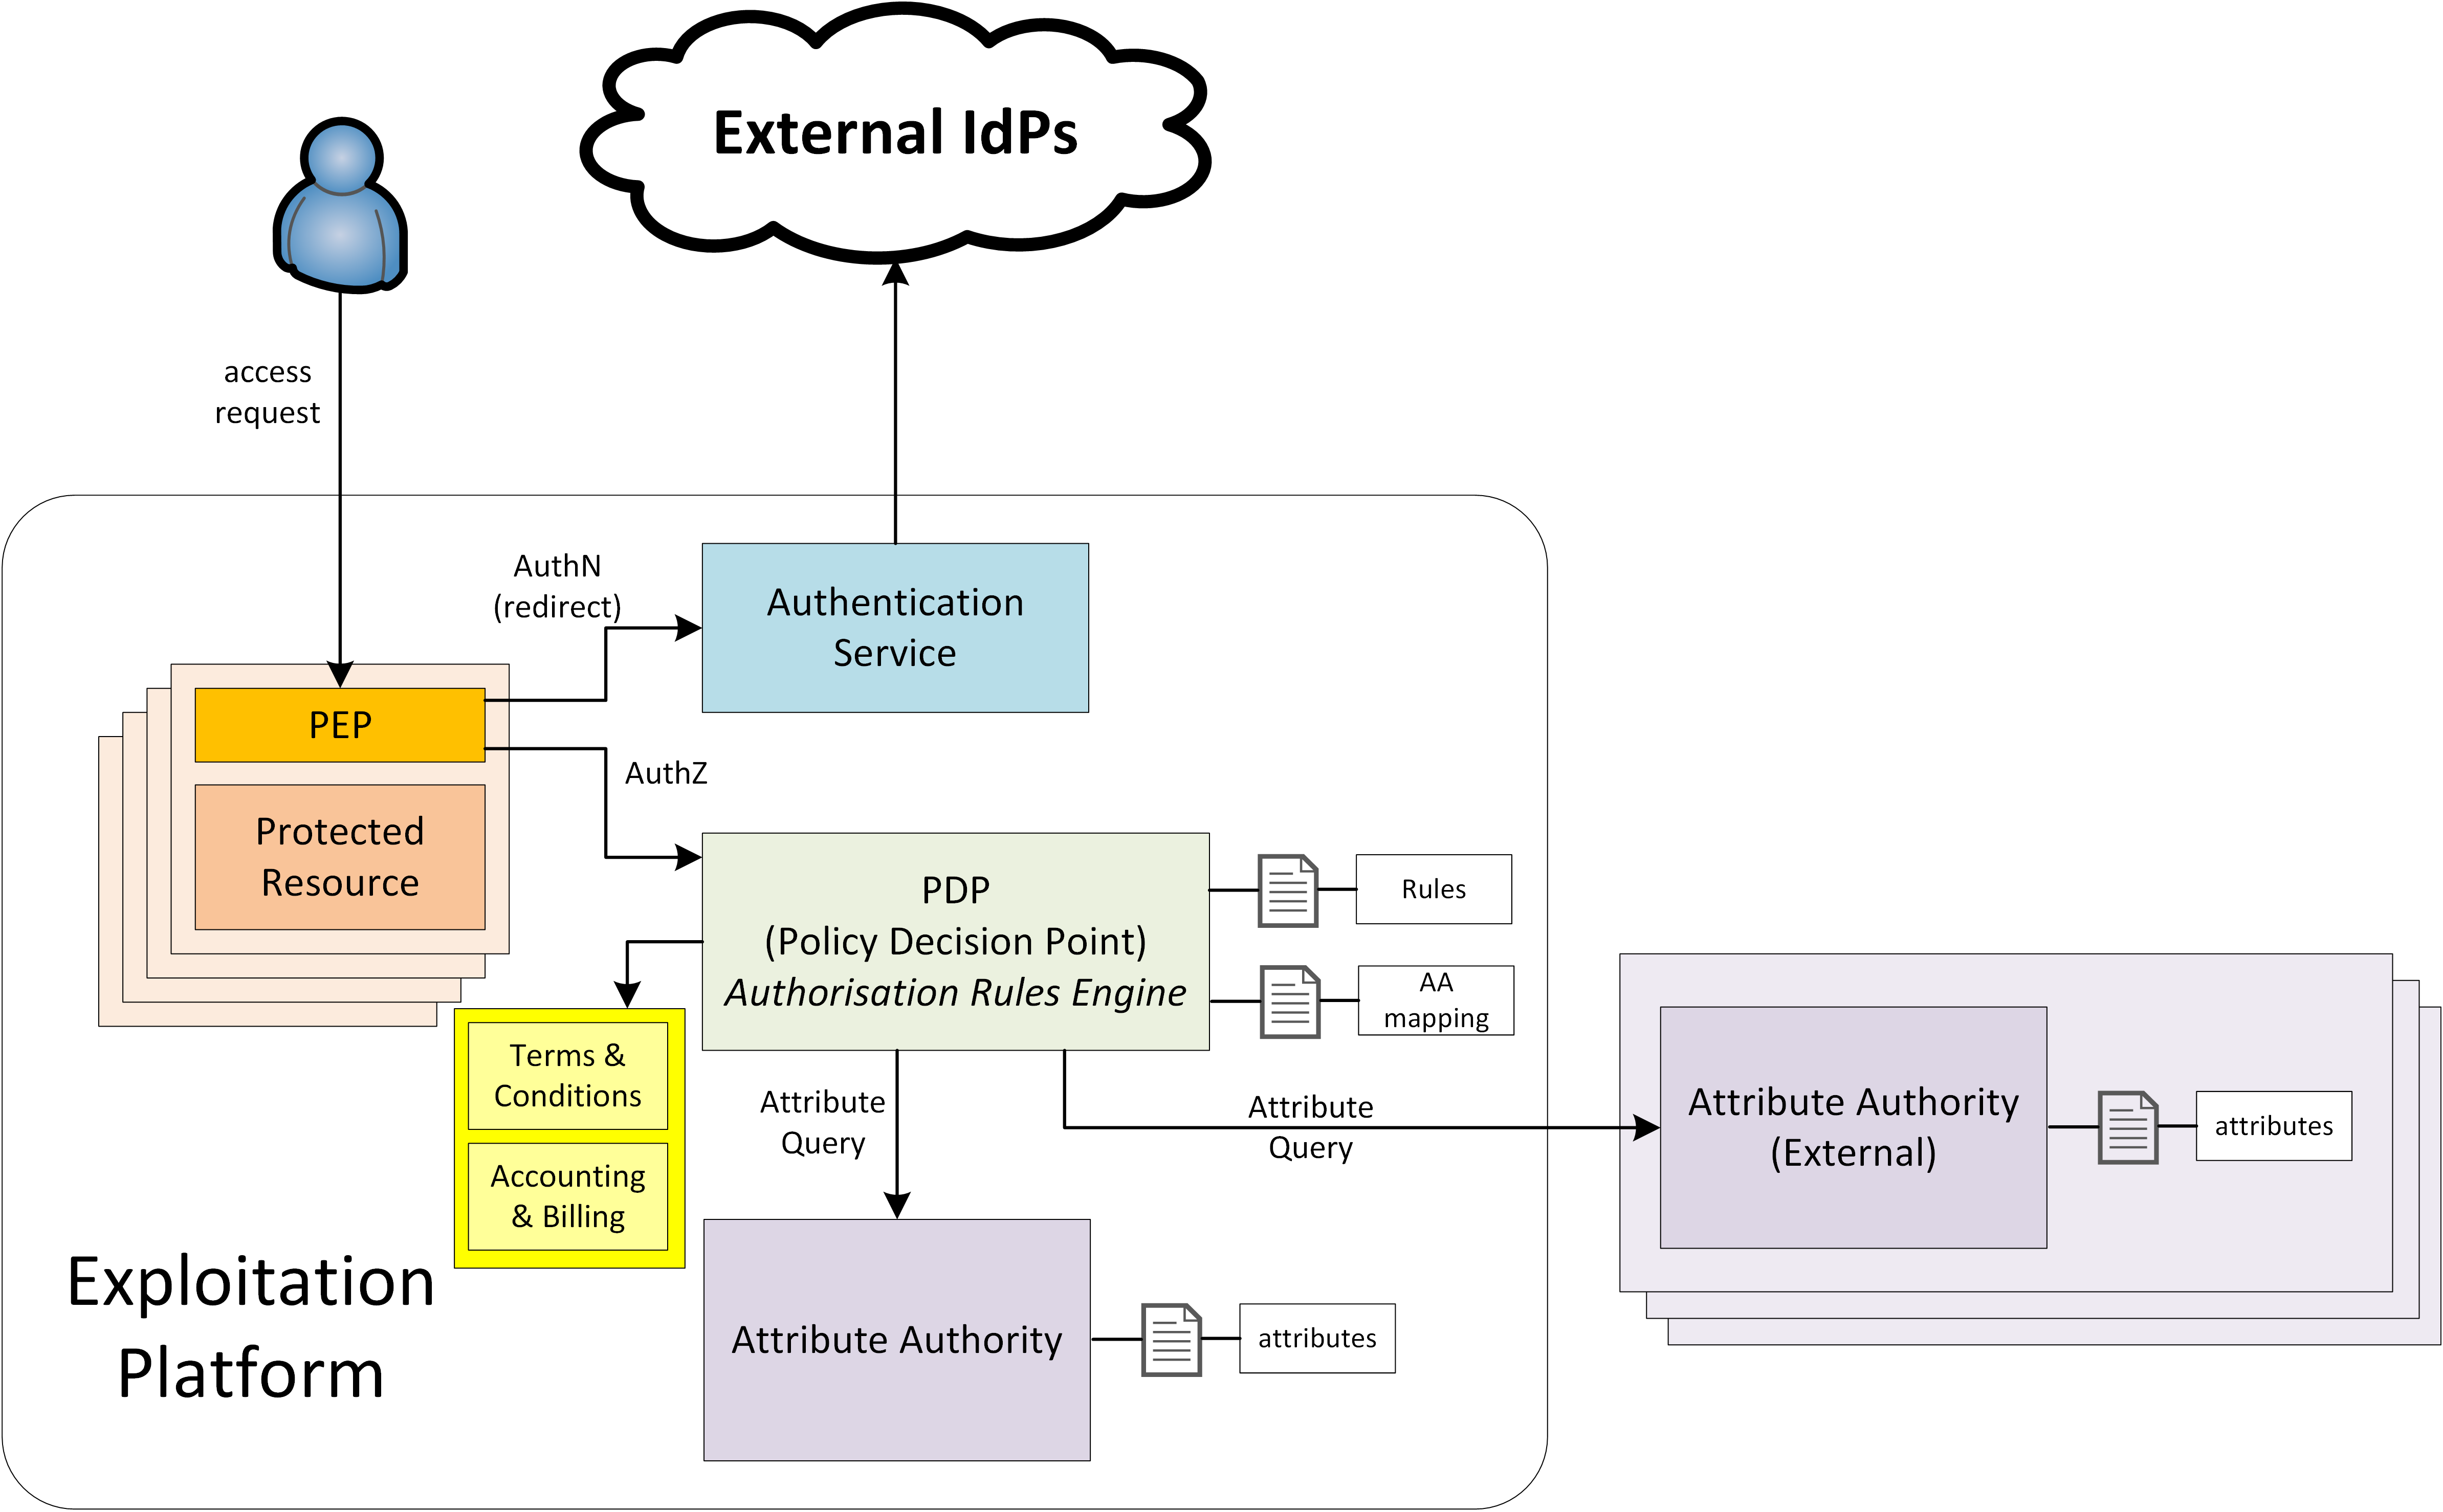 External IdPs
access
request
AuthN
(redirect)
Authentication
Service
PEP
AuthZ
Protected
Resource
PDP
(Policy Decision Point)
Authorisation Rules Engine
Rules
AA
mapping
Terms &
Conditions
Accounting
& Billing
Attribute
Query
Attribute
Query
Attribute Authority
(External)
attributes
Exploitation
Platform
Attribute Authority
attributes